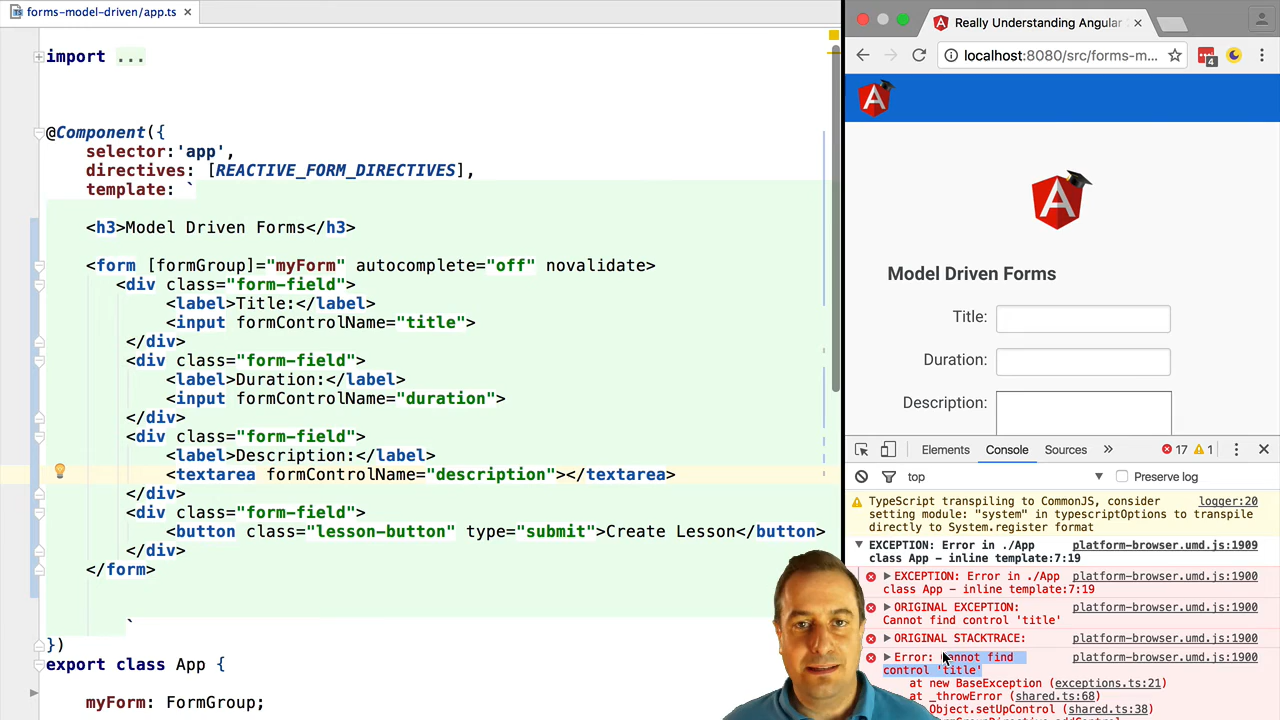 forms-model-driven/app.ts
import ...
@Component({
selector:'app',
directives: [REACTIVE_FORM_DIRECTIVES],
template: `
<h3>Model Driven Forms</h3>
<form [formGroup]="myForm" autocomplete="off" novalidate>
<div class="form-field">
<label>Title:</label>
<input formControlName="title">
</div>
<div class="form-field">
<label>Duration:</label>
<input formControlName="duration">
</div>
<div class="form-field">
<label>Description:</label>
<textarea formControlName="description"></textarea>
</div>
<div class="form-field">
<button class="lesson-button" type="submit">Create Lesson</button>
</div>
</form>
`
})
export class App {
myForm: FormGroup;
Really Understanding Angular
localhost:8080/src/forms-m...
4
A
A
Model Driven Forms
Title:
Duration:
Description:
Elements Console Sources » 17 1
top Preserve log
TypeScript transpiling to CommonJS, consider logger:20
setting module: "system" in typescriptOptions to transpile
directly to System.register format
EXCEPTION: Error in ./App platform-browser.umd.js:1909
class App - inline template:7:19
EXCEPTION: Error in ./App platform-browser.umd.js:1900
class App - inline template:7:19
ORIGINAL EXCEPTION: platform-browser.umd.js:1900
Cannot find control 'title'
ORIGINAL STACKTRACE: platform-browser.umd.js:1900
Error: Cannot find platform-browser.umd.js:1900
control 'title'
at new BaseException (exceptions.ts:21)
at _throwError (shared.ts:68)
Object.setUpControl (shared.ts:38)